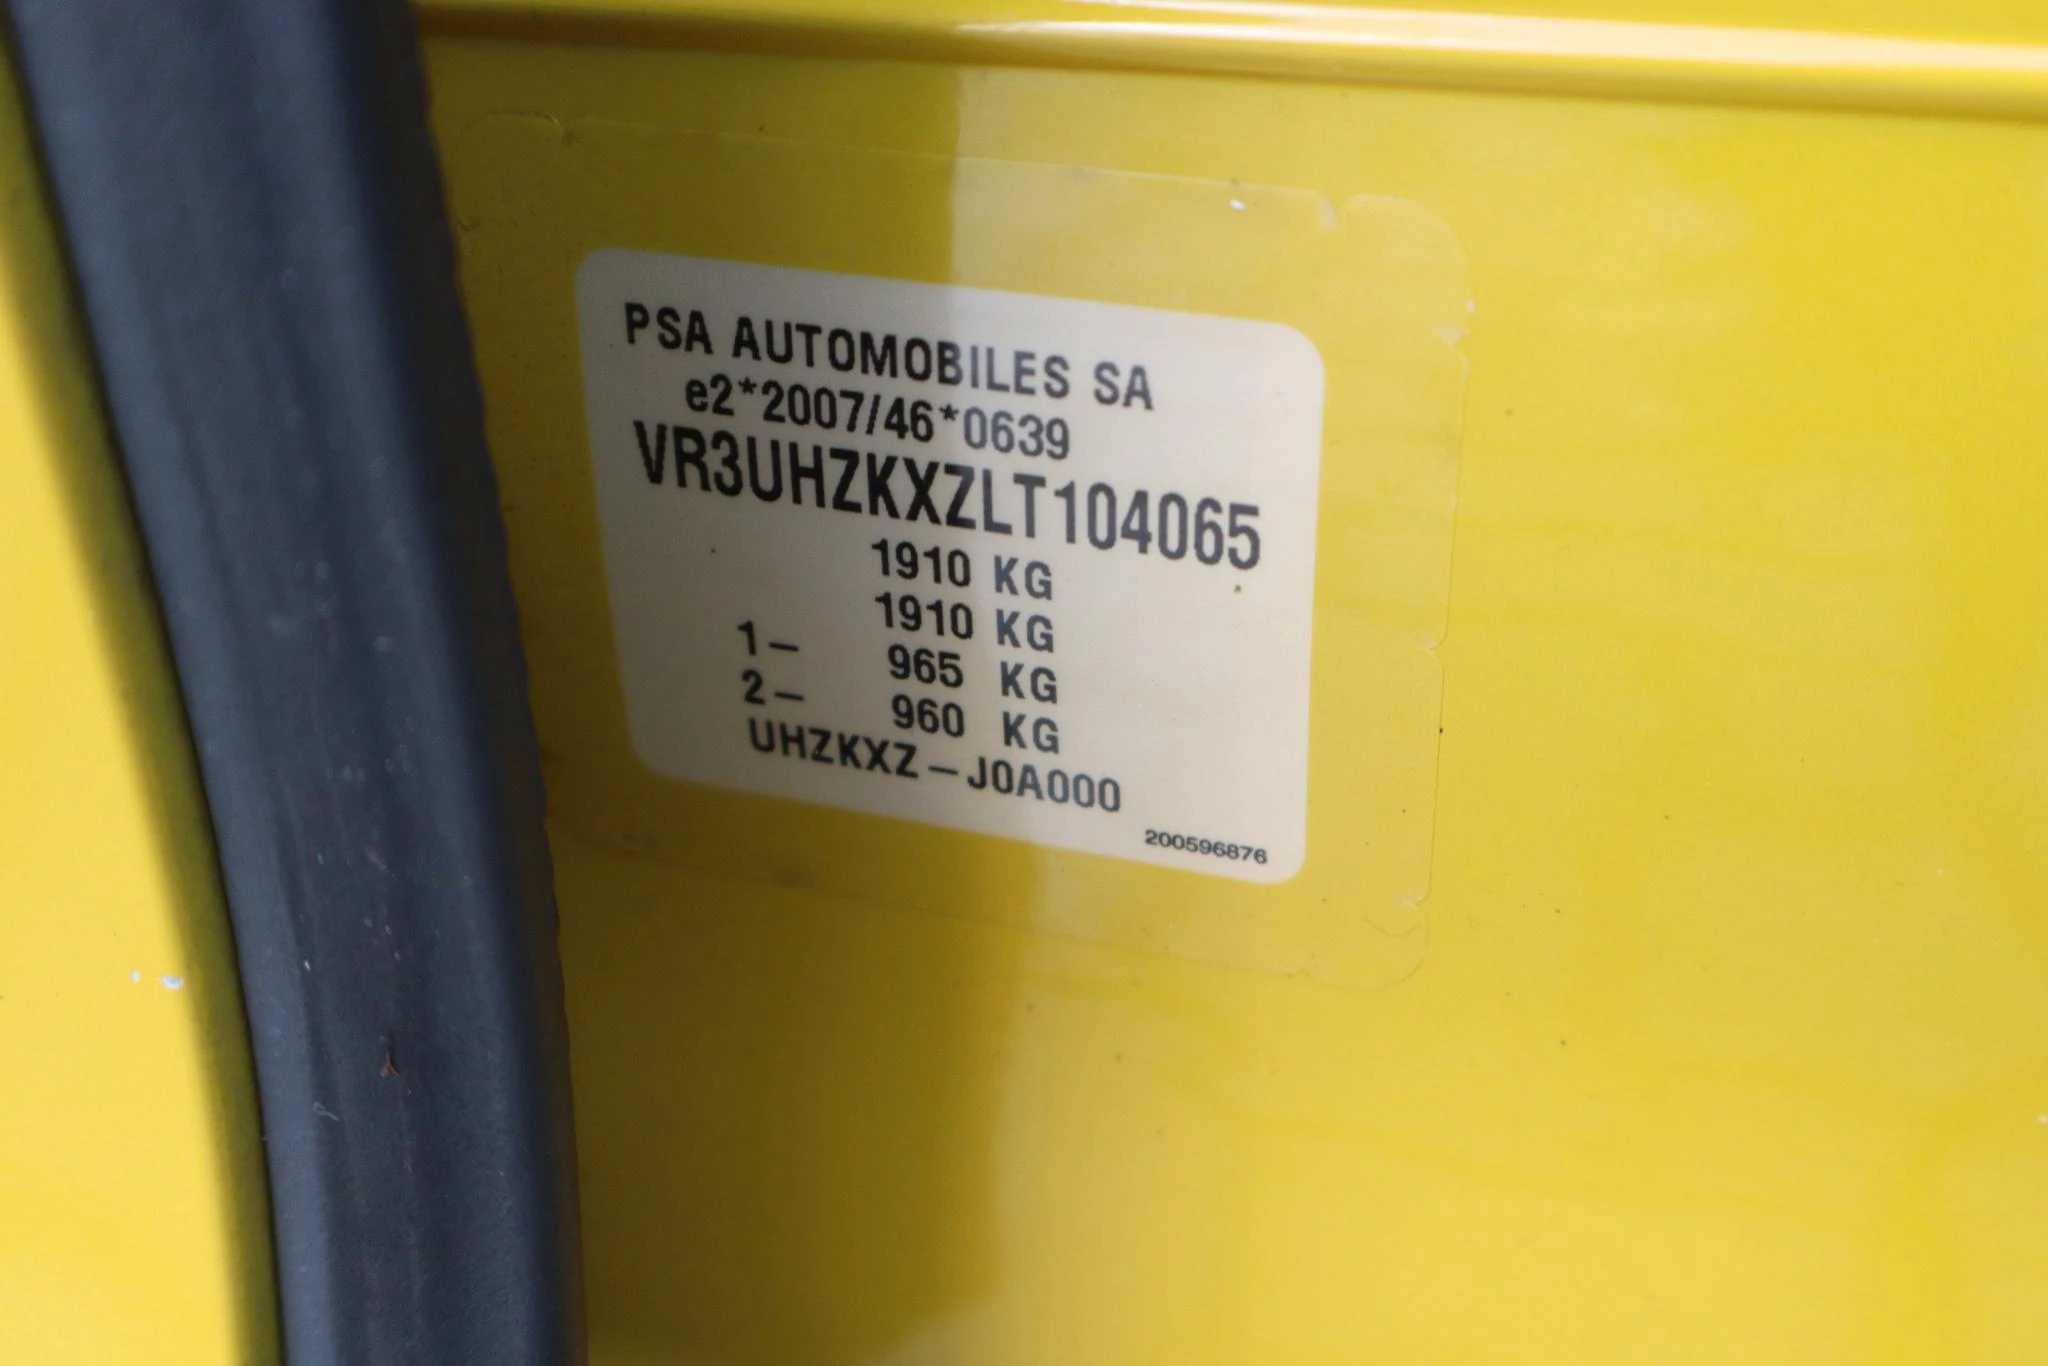 PSA AUTOMOBILES SA
e2*2007/46*0639
VR3UHZKXZLT104065
1910 KG
1910 KG
1– 965 KG
2– 960 KG
UHZKXZ–J0A000
200596876